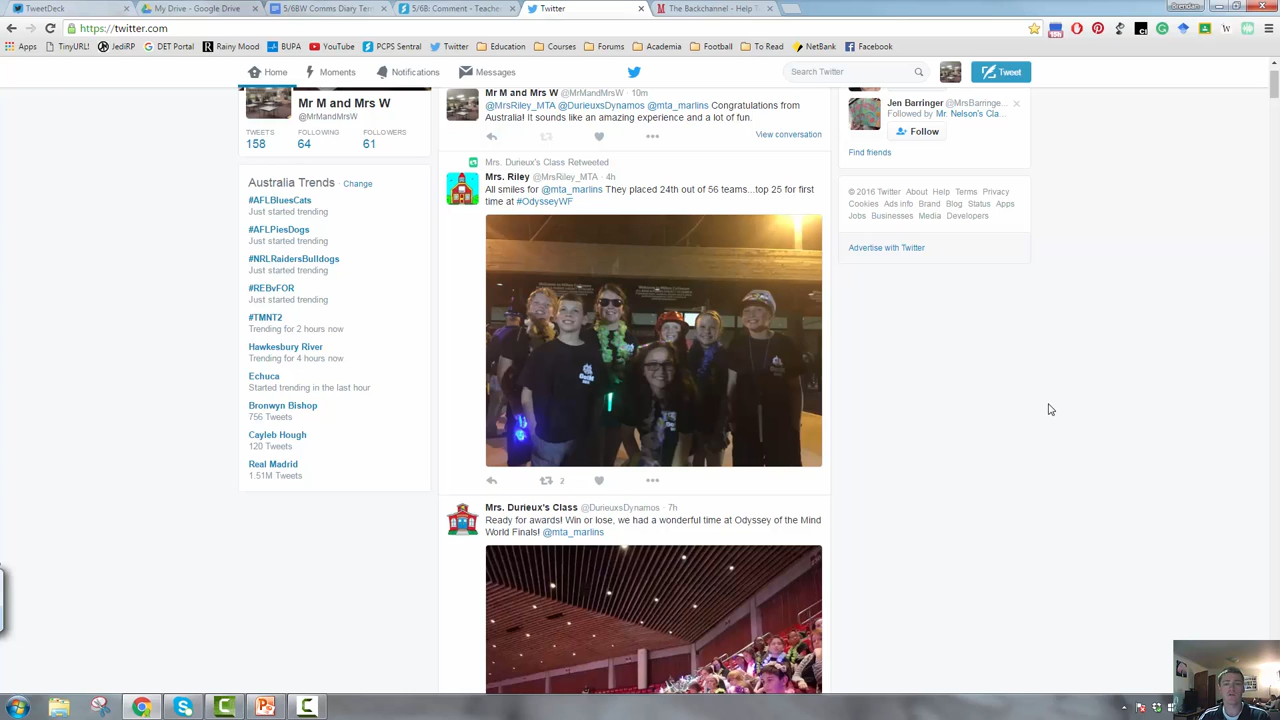 TweetDeck
My Drive - Google Drive
5/6BW Comms Diary Ter
5/6B: Comment - Teacher
Twitter
The Backchannel - Help T
Brendan
https://twitter.com
Apps TinyURL! JediRP DET Portal Rainy Mood BUPA YouTube PCPS Sentral Twitter Education Courses Forums Academia Football To Read NetBank Facebook
Home Moments Notifications Messages Search Twitter Tweet
Mr M and Mrs W
@MrMandMrsW
TWEETS FOLLOWING FOLLOWERS
158 64 61
Australia Trends · Change
#AFLBluesCats
Just started trending
#AFLPiesDogs
Just started trending
#NRLRaidersBulldogs
Just started trending
#REBvFOR
Just started trending
#TMNT2
Trending for 2 hours now
Hawkesbury River
Trending for 4 hours now
Echuca
Started trending in the last hour
Bronwyn Bishop
756 Tweets
Cayleb Hough
120 Tweets
Real Madrid
1.51M Tweets
Mr M and Mrs W @MrMandMrsW · 10m
@MrsRiley_MTA @DurieuxsDynamos @mta_marlins Congratulations from
Australia! It sounds like an amazing experience and a lot of fun.
View conversation
Mrs. Durieux's Class Retweeted
Mrs. Riley @MrsRiley_MTA · 4h
All smiles for @mta_marlins They placed 24th out of 56 teams...top 25 for first
time at #OdysseyWF
2
Mrs. Durieux's Class @DurieuxsDynamos · 7h
Ready for awards! Win or lose, we had a wonderful time at Odyssey of the Mind
World Finals! @mta_marlins
Jen Barringer @MrsBarringe...
Followed by Mr. Nelson's Cla...
Follow
Find friends
© 2016 Twitter About Help Terms Privacy
Cookies Ads info Brand Blog Status Apps
Jobs Businesses Media Developers
Advertise with Twitter